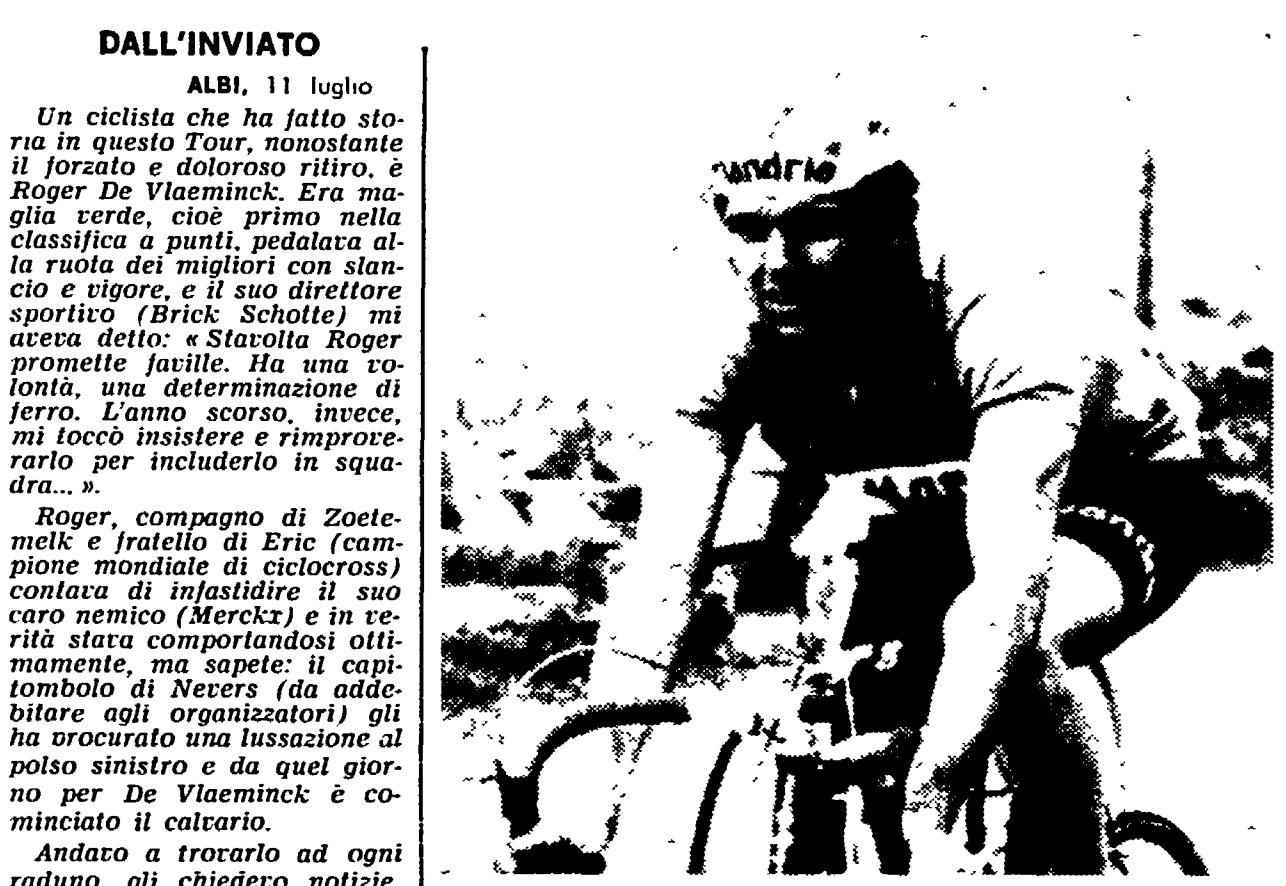 DALL'INVIATO
ALBI, 11 luglio
Un ciclista che ha fatto sto-
ria in questo Tour, nonostante
il forzato e doloroso ritiro, è
Roger De Vlaeminck. Era ma-
glia verde, cioè primo nella
classifica a punti, pedalava al-
la ruota dei migliori con slan-
cio e vigore, e il suo direttore
sportivo (Brick Schotte) mi
aveva detto: « Stavolta Roger
promette faville. Ha una vo-
lontà, una determinazione di
ferro. L'anno scorso, invece,
mi toccò insistere e rimprove-
rarlo per includerlo in squa-
dra... ».
Roger, compagno di Zoete-
melk e fratello di Eric (cam-
pione mondiale di ciclocross)
contava di infastidire il suo
caro nemico (Merckx) e in ve-
rità stava comportandosi otti-
mamente, ma sapete: il capi-
tombolo di Nevers (da adde-
bitare agli organizzatori) gli
ha procurato una lussazione al
polso sinistro e da quel gior-
no per De Vlaeminck è co-
minciato il calvario.
Andavo a trovarlo ad ogni
raduno, gli chiedevo notizie,